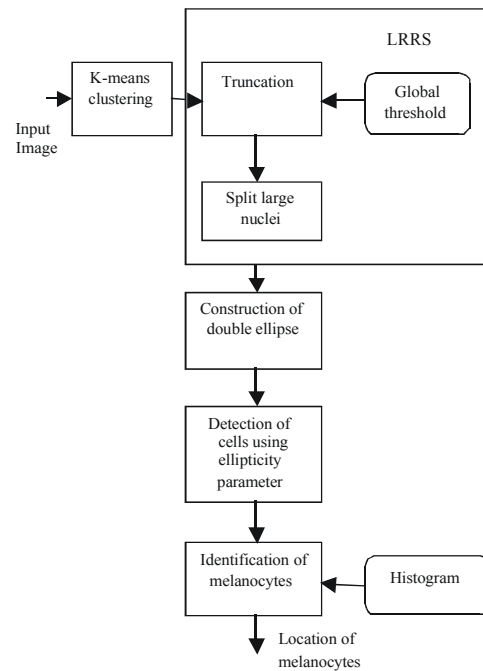 LRRS
K-means
clustering
Truncation
Global
threshold
Input
Image
Split large
nuclei
Construction of
double ellipse
Detection of
cells using
ellipticity
parameter
Identification of
melanocytes
Histogram
Location of
melanocytes